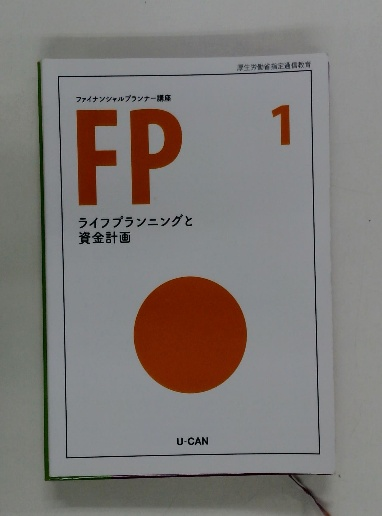 厚生労働省指定通信教育
ファイナンシャルプランナー講座
FP 1
ライフプランニングと
資金計画
U-CAN